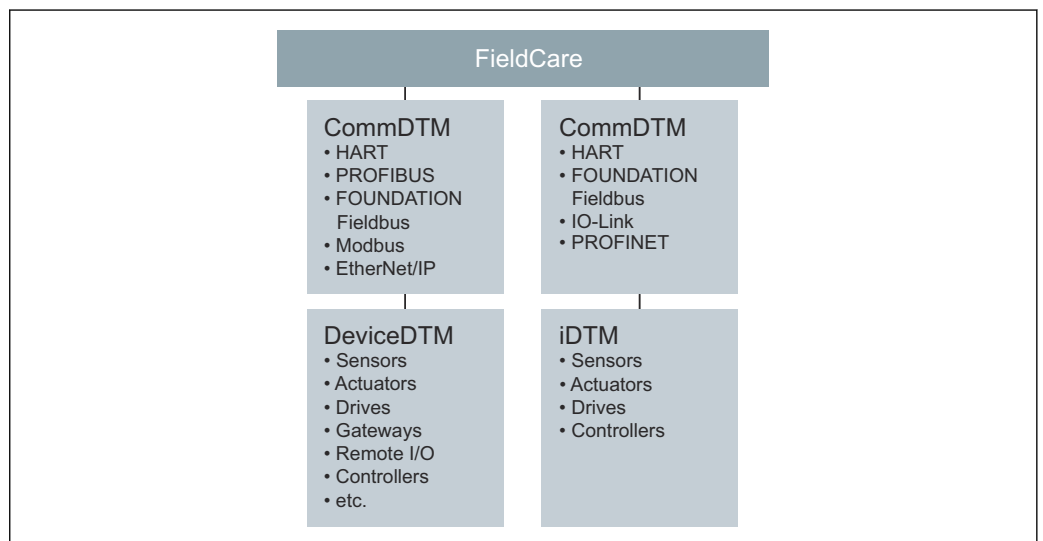 FieldCare
CommDTM
• HART
• PROFIBUS
• FOUNDATION
Fieldbus
• Modbus
• EtherNet/IP
CommDTM
• HART
• FOUNDATION
Fieldbus
• IO-Link
• PROFINET
DeviceDTM
• Sensors
• Actuators
• Drives
• Gateways
• Remote I/O
• Controllers
• etc.
iDTM
• Sensors
• Actuators
• Drives
• Controllers